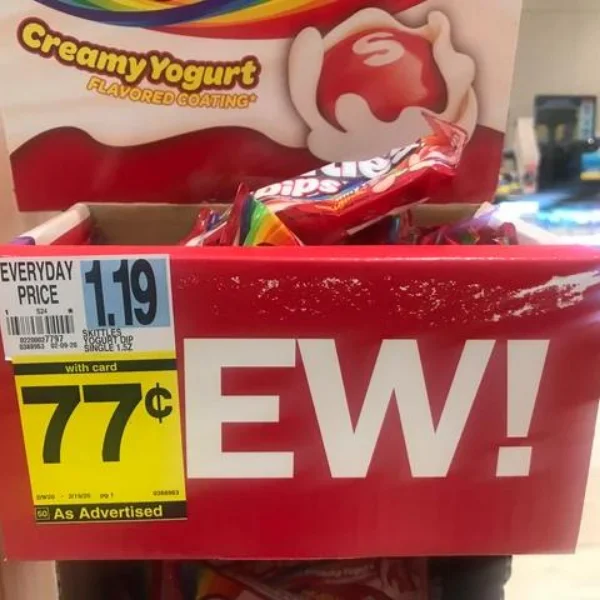 Creamy Yogurt
FLAVORED COATING*
S
Dips
EVERYDAY
PRICE
1.19
SKITTLES
YOGURT DIP
SINGLE 1.5Z
with card
77¢
As Advertised
EW!